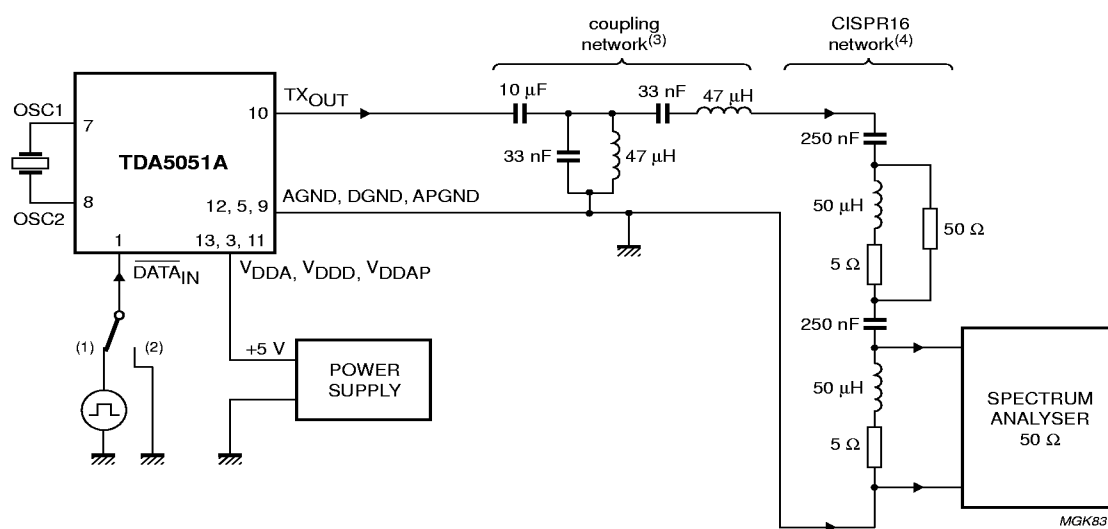 coupling
network(3)
CISPR16
network(4)
TXOUT
10 µF
33 nF
47 µH
OSC1
7
10
250 nF
TDA5051A
33 nF
47 µH
8
OSC2
AGND, DGND, APGND
12, 5, 9
50 µH
50 Ω
1
13, 3, 11
DATAIN
VDDA, VDDD, VDDAP
5 Ω
250 nF
(1)
(2)
+5 V
POWER
SUPPLY
50 µH
SPECTRUM
ANALYSER
50 Ω
5 Ω
MGK83